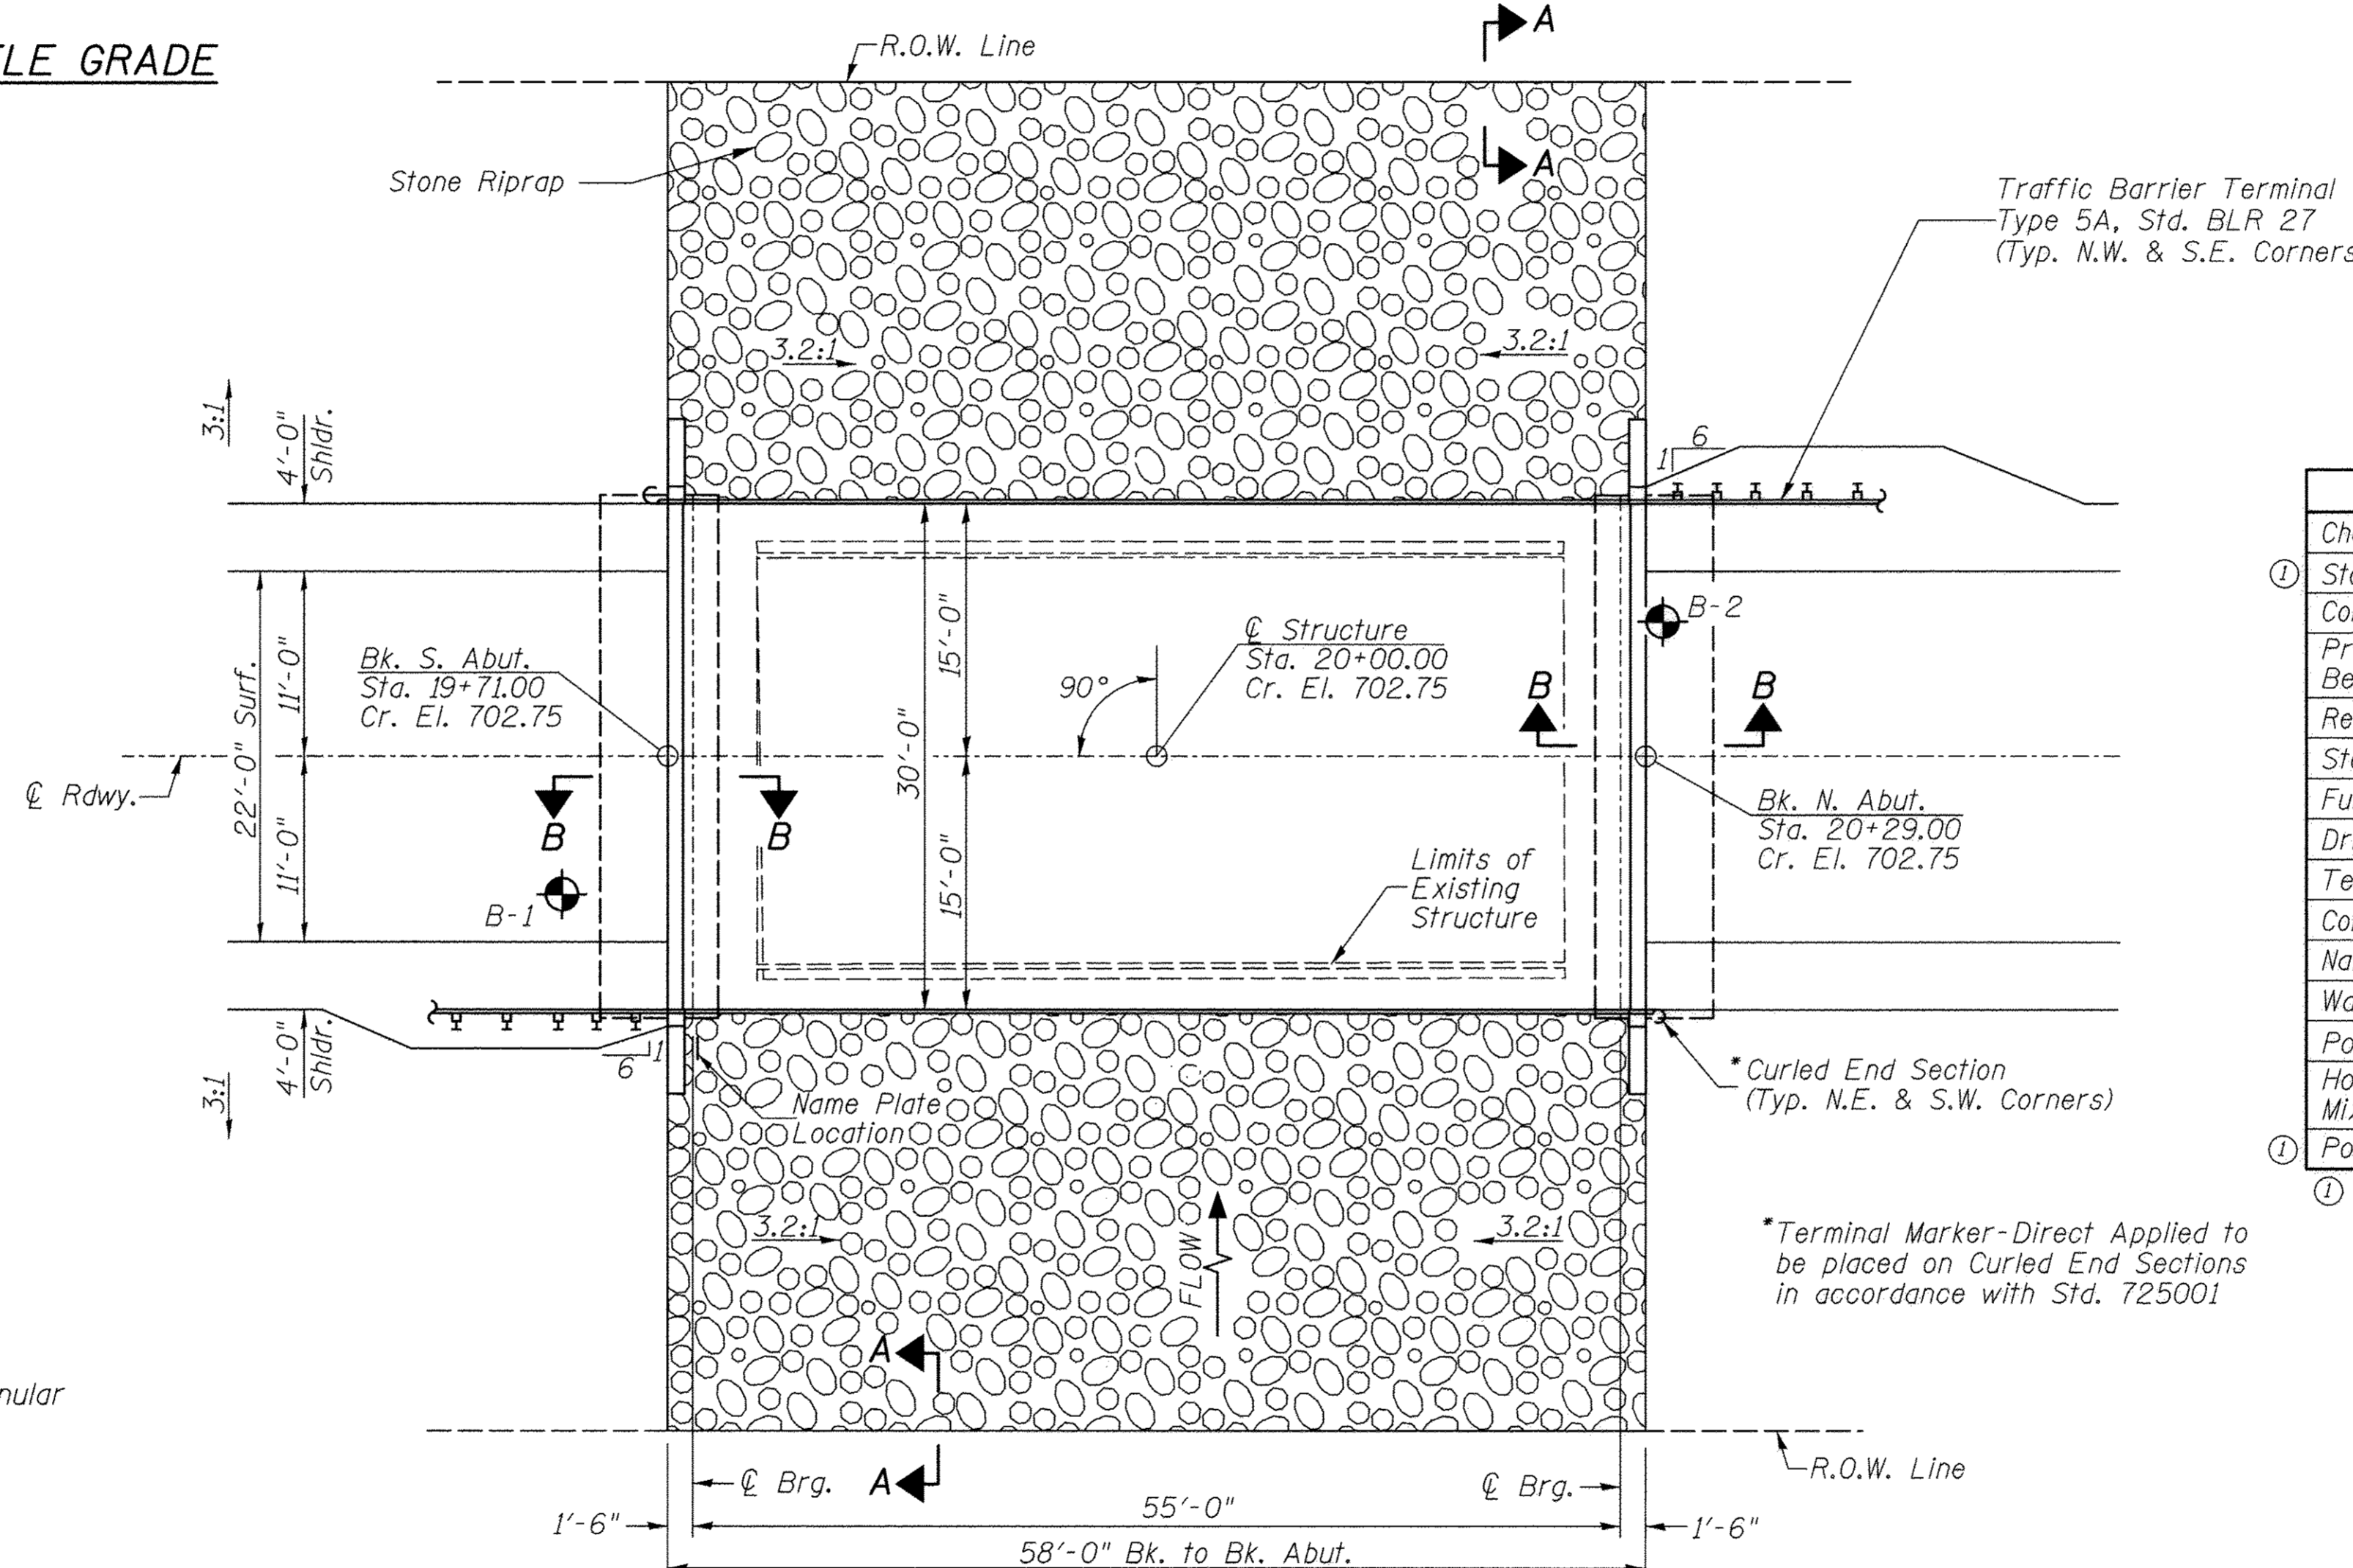 GRADE
R.O.W. Line
A
A
Stone Riprap
Traffic Barrier Terminal
Type 5A, Std. BLR 27
(Typ. N.W. & S.E. Corners
3.2:1
3.2:1
3:1
4'-0"
Shldr.
6
1
①
B-2
22'-0" Surf.
11'-0"
11'-0"
Bk. S. Abut.
Sta. 19+71.00
Cr. El. 702.75
30'-0"
15'-0"
15'-0"
90°
℄ Structure
Sta. 20+00.00
Cr. El. 702.75
B
B
℄ Rdwy.
B
B
Bk. N. Abut.
Sta. 20+29.00
Cr. El. 702.75
B-1
Limits of
Existing
Structure
3:1
4'-0"
Shldr.
6
1
Name Plate
Location
*Curled End Section
(Typ. N.E. & S.W. Corners)
①
①
3.2:1
FLOW
3.2:1
*Terminal Marker-Direct Applied to
be placed on Curled End Sections
in accordance with Std. 725001
A
A
℄ Brg.
℄ Brg.
R.O.W. Line
1'-6"
55'-0"
1'-6"
58'-0" Bk. to Bk. Abut.